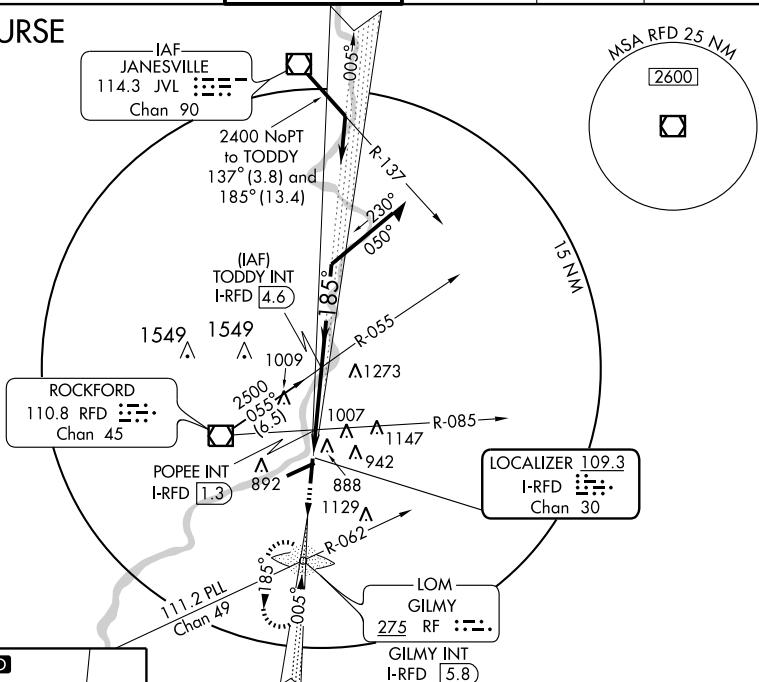 URSE
IAF
JANESVILLE
114.3 JVL
Chan 90
005°
MSA RFD 25 NM
2600
2400 NoPT
to TODDY
137° (3.8) and
185° (13.4)
R-137
230°
050°
15 NM
(IAF)
TODDY INT
I-RFD 4.6
185°
R-055
1549
1549
1009
1273
ROCKFORD
110.8 RFD
Chan 45
2500
055°
(6.5)
1007
R-085
1147
942
888
POPEE INT
I-RFD 1.3
892
LOCALIZER 109.3
I-RFD
Chan 30
1129
R-062
185°
005°
111.2 PLL
Chan 49
LOM
GILMY
275 RF
GILMY INT
I-RFD 5.8